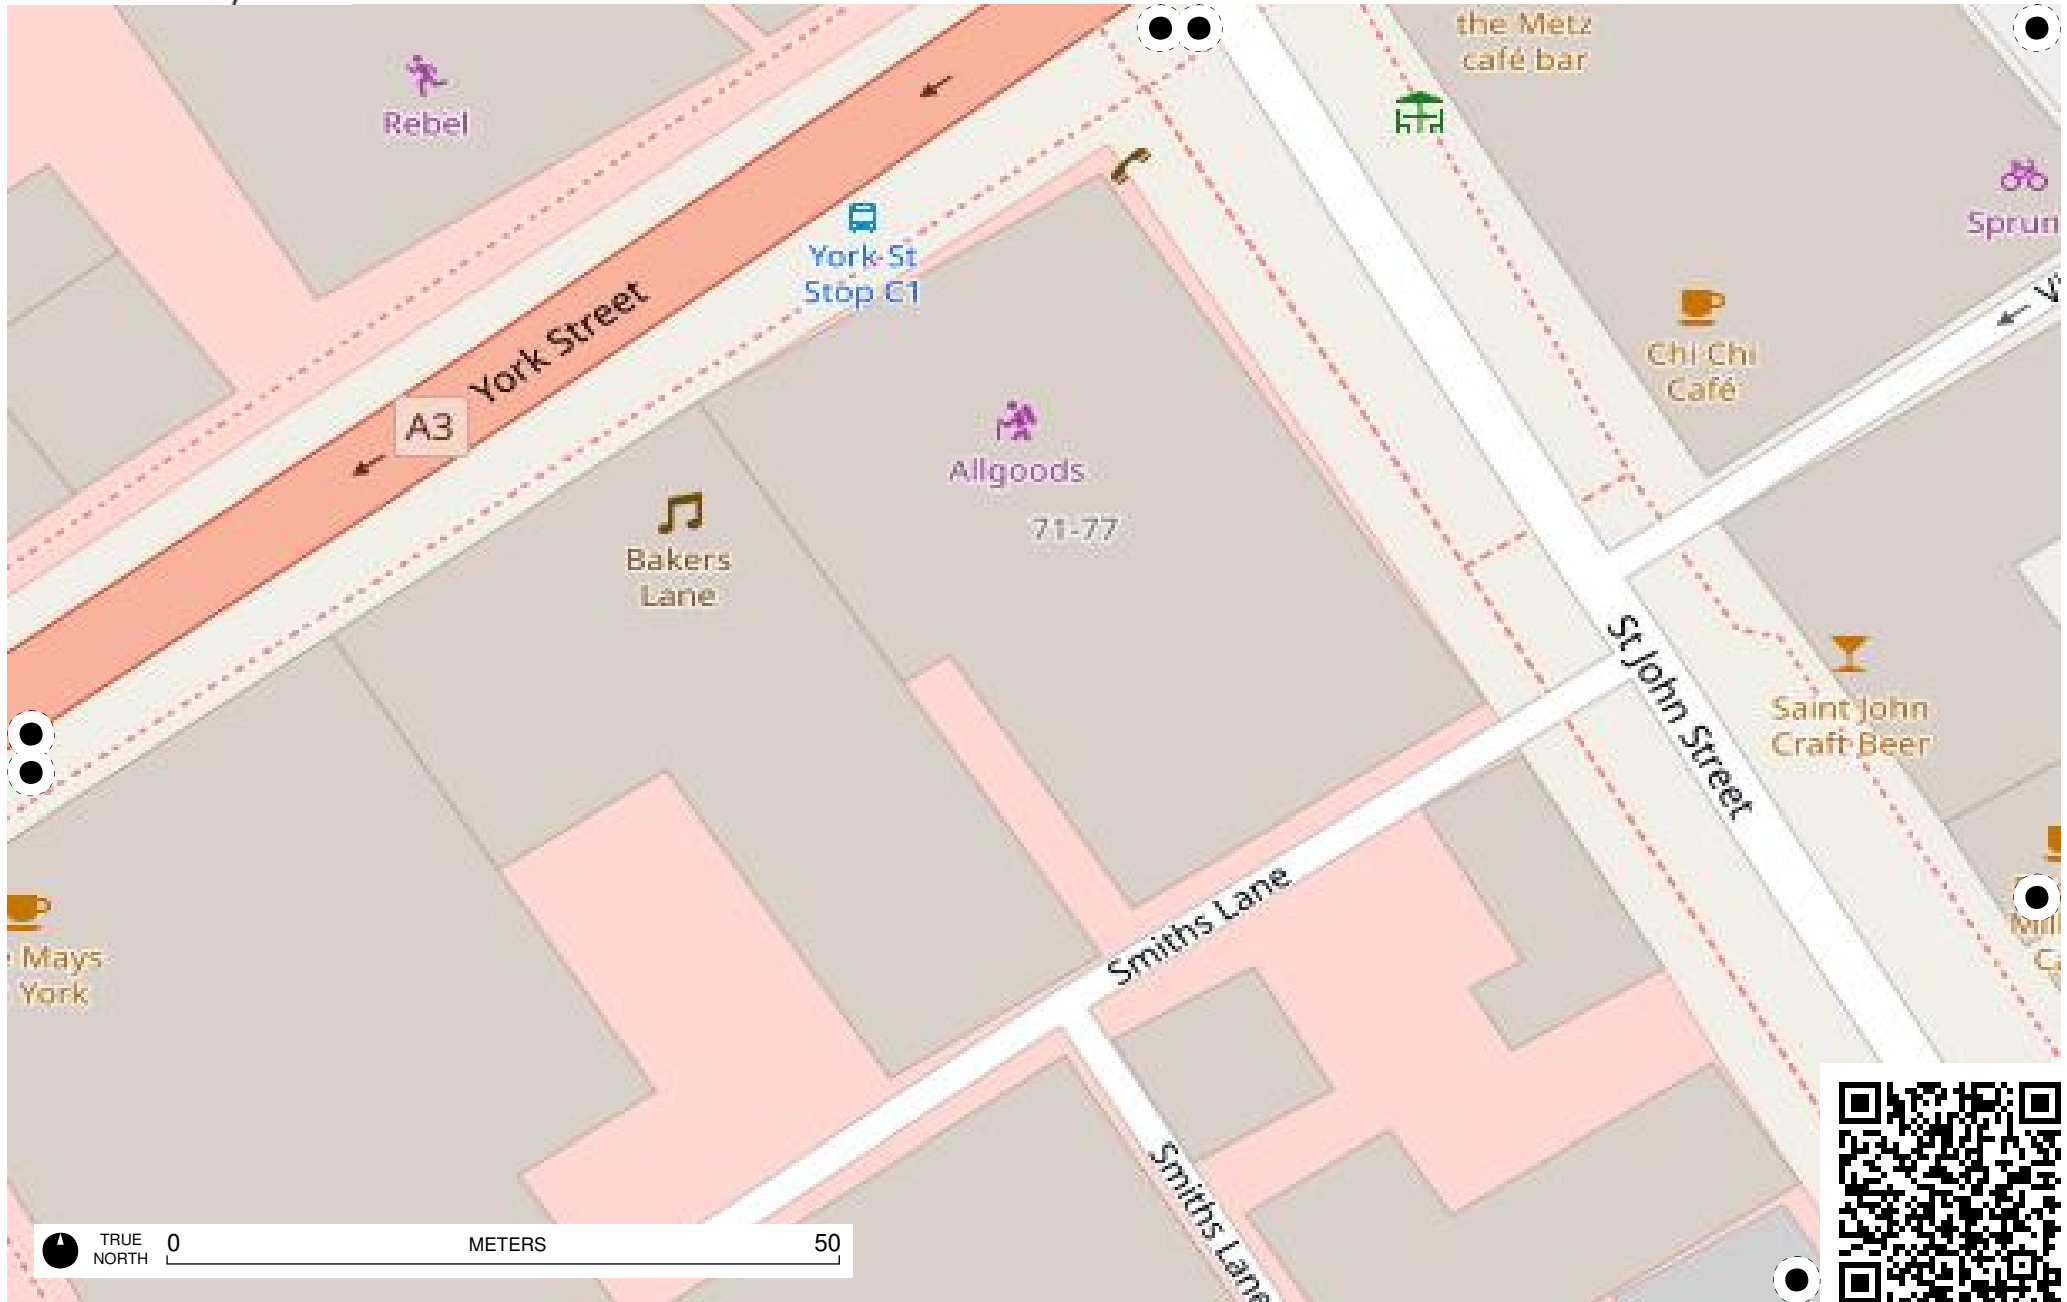 the Metz
café bar
Rebel
Sprun
York St
Stop C1
York Street
Chi Chi
Café
A3
Allgoods
71-77
Bakers
Lane
St John Street
Saint John
Craft Beer
Smiths Lane
Mays
York
Smiths Lane
TRUE
NORTH
0
METERS
50